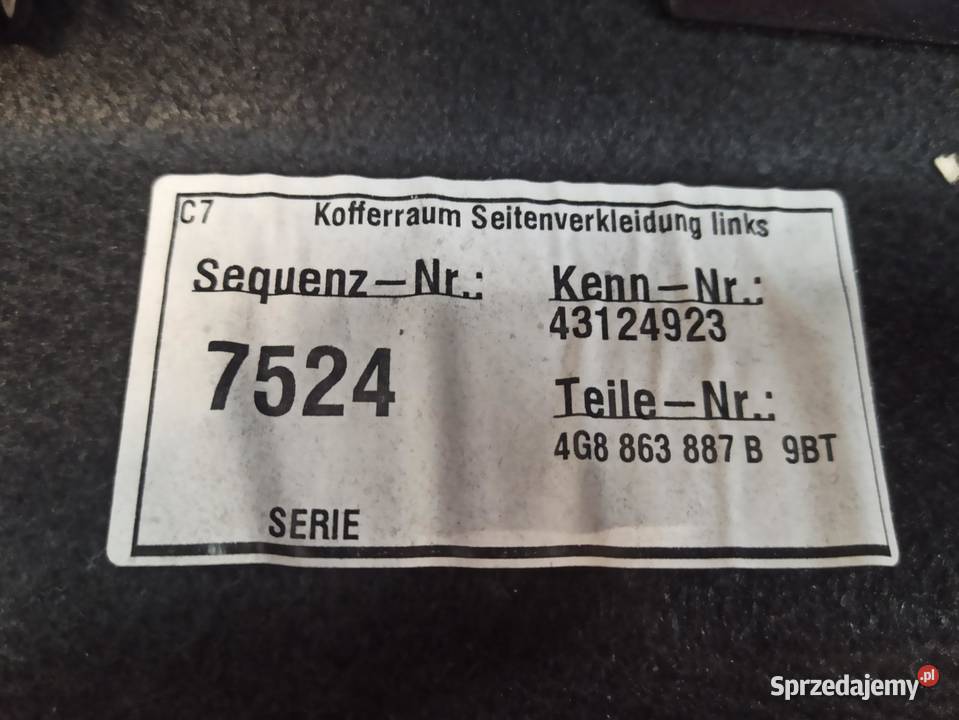 C7 Kofferraum Seitenverkleidung links
Sequenz-Nr.:
7524
Kenn-Nr.:
43124923
Teile-Nr.:
4G8 863 887 B 9BT
SERIE
Sprzedajemy.pl